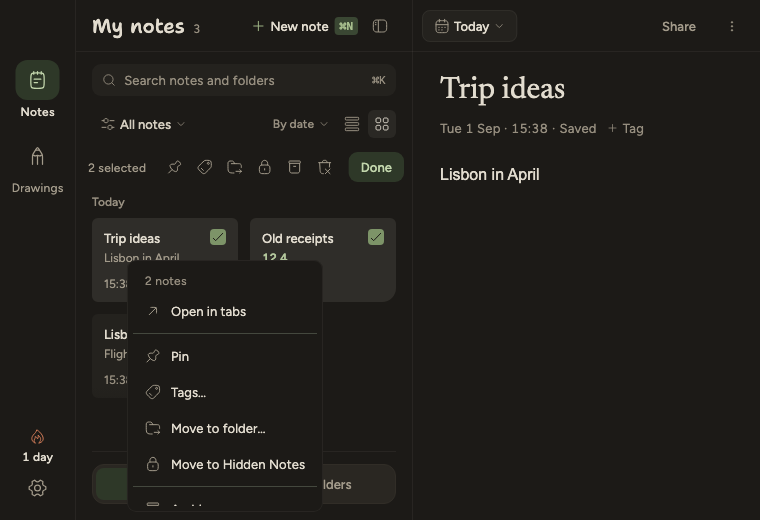 My notes 3
New note ⌘N
Today
Share
Search notes and folders ⌘K
All notes
By date
2 selected
Done
Today
Trip ideas
Lisbon in April
15:3
Old receipts
12.4
Lisb
Fligh
15:3
2 notes
Open in tabs
Pin
Tags...
Move to folder...
Move to Hidden Notes
lders
Notes
Drawings
1 day
Trip ideas
Tue 1 Sep · 15:38 · Saved + Tag
Lisbon in April